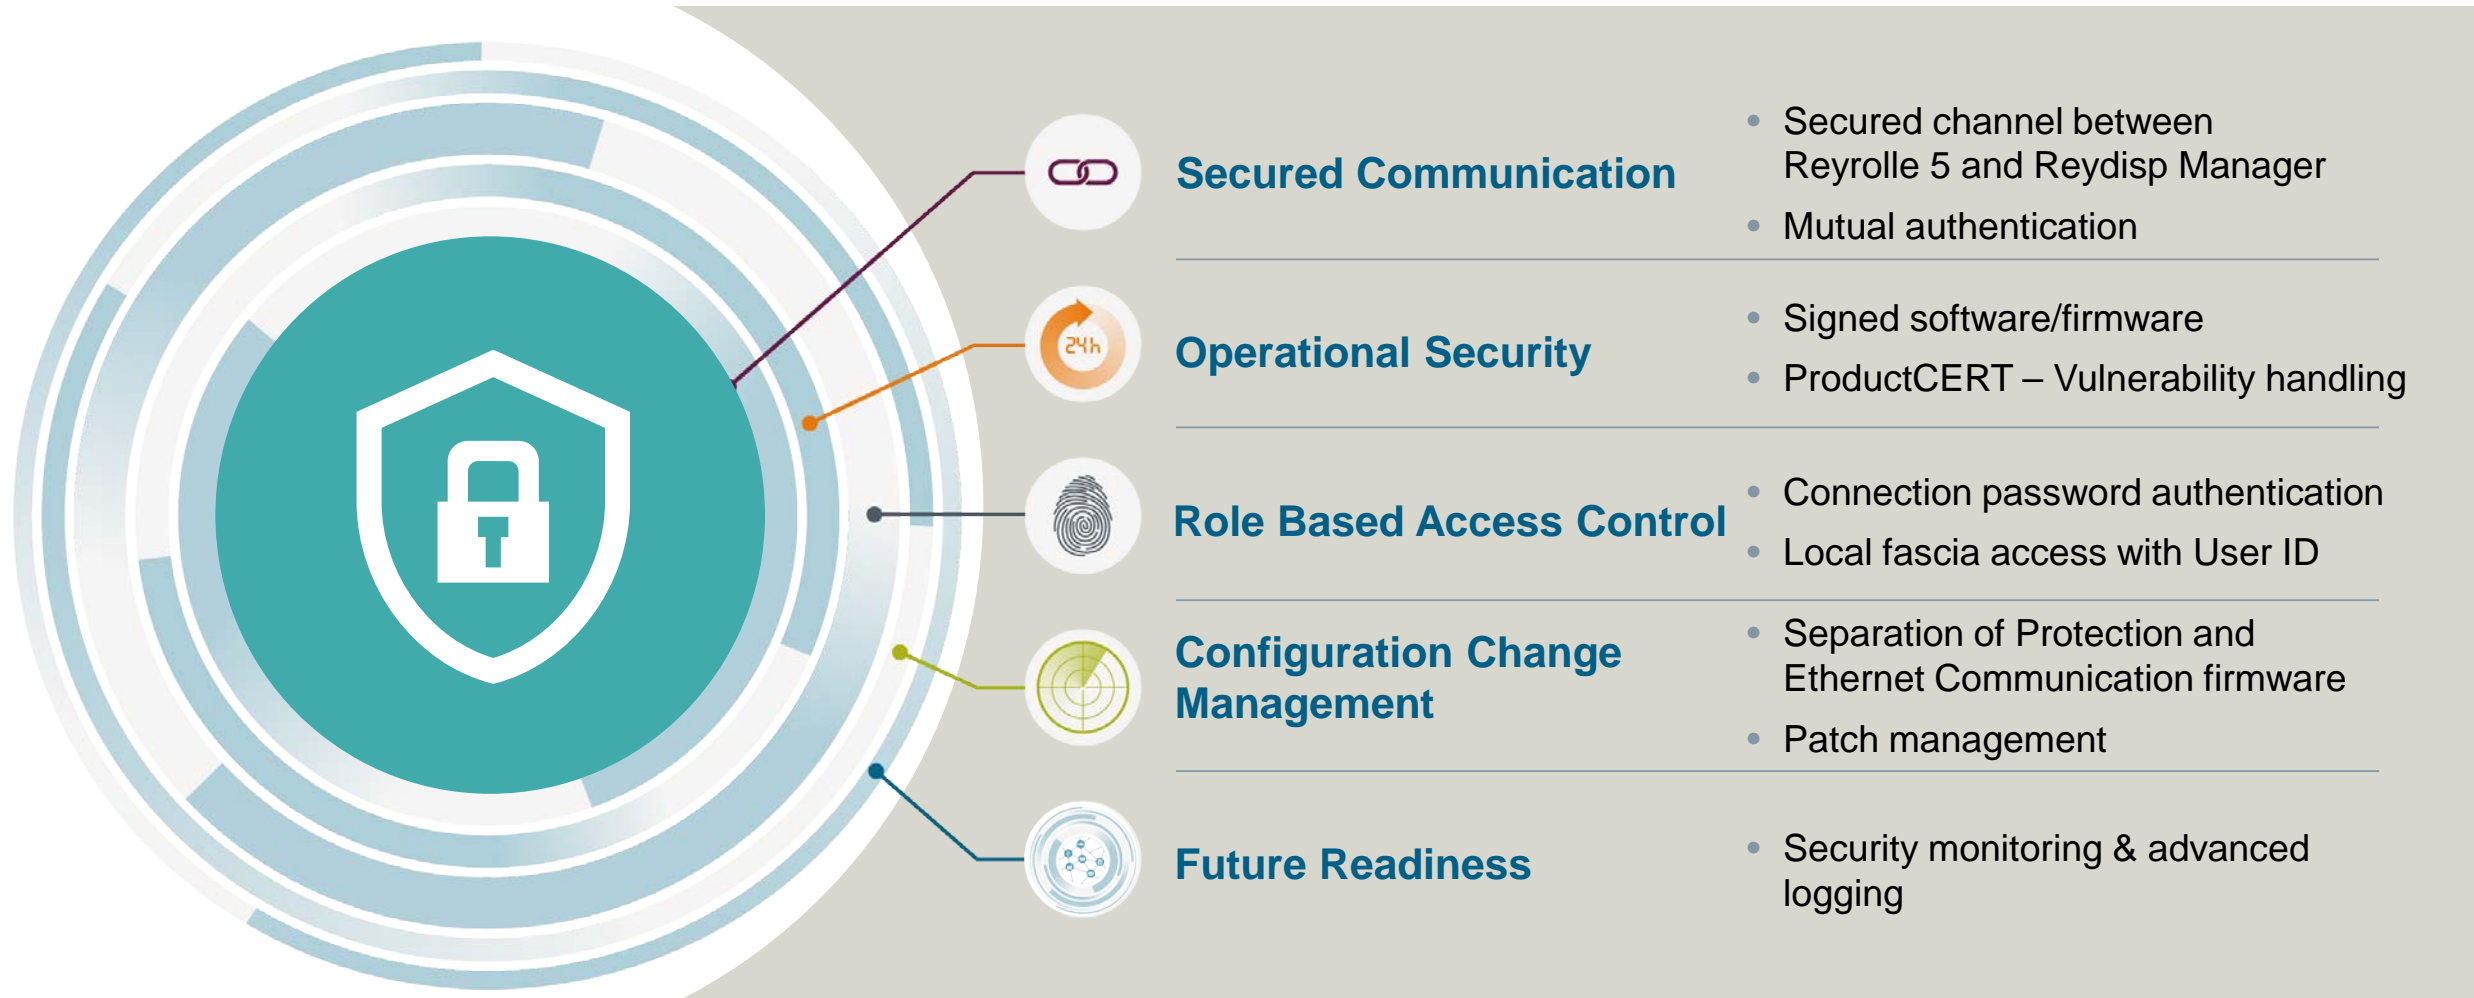 Secured Communication
• Secured channel between
Reyrolle 5 and Reydisp Manager
• Mutual authentication
24h
Operational Security
• Signed software/firmware
• ProductCERT – Vulnerability handling
Role Based Access Control
• Connection password authentication
• Local fascia access with User ID
Configuration Change
Management
• Separation of Protection and
Ethernet Communication firmware
• Patch management
Future Readiness
• Security monitoring & advanced
logging